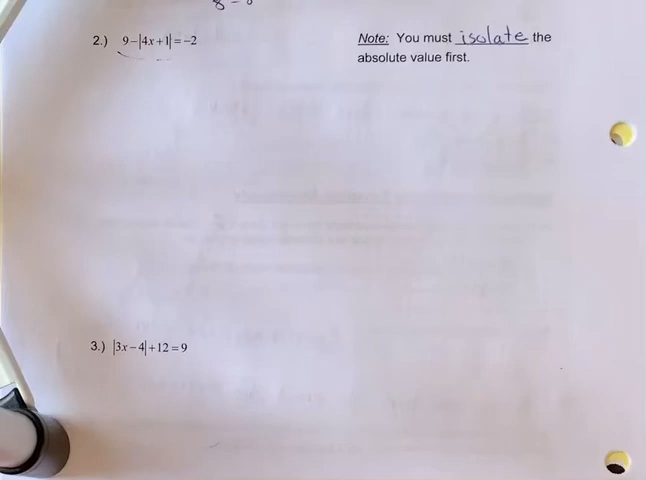 2.) 9-|4x+1|=-2
Note: You must isolate the
absolute value first.
3.) |3x-4|+12=9